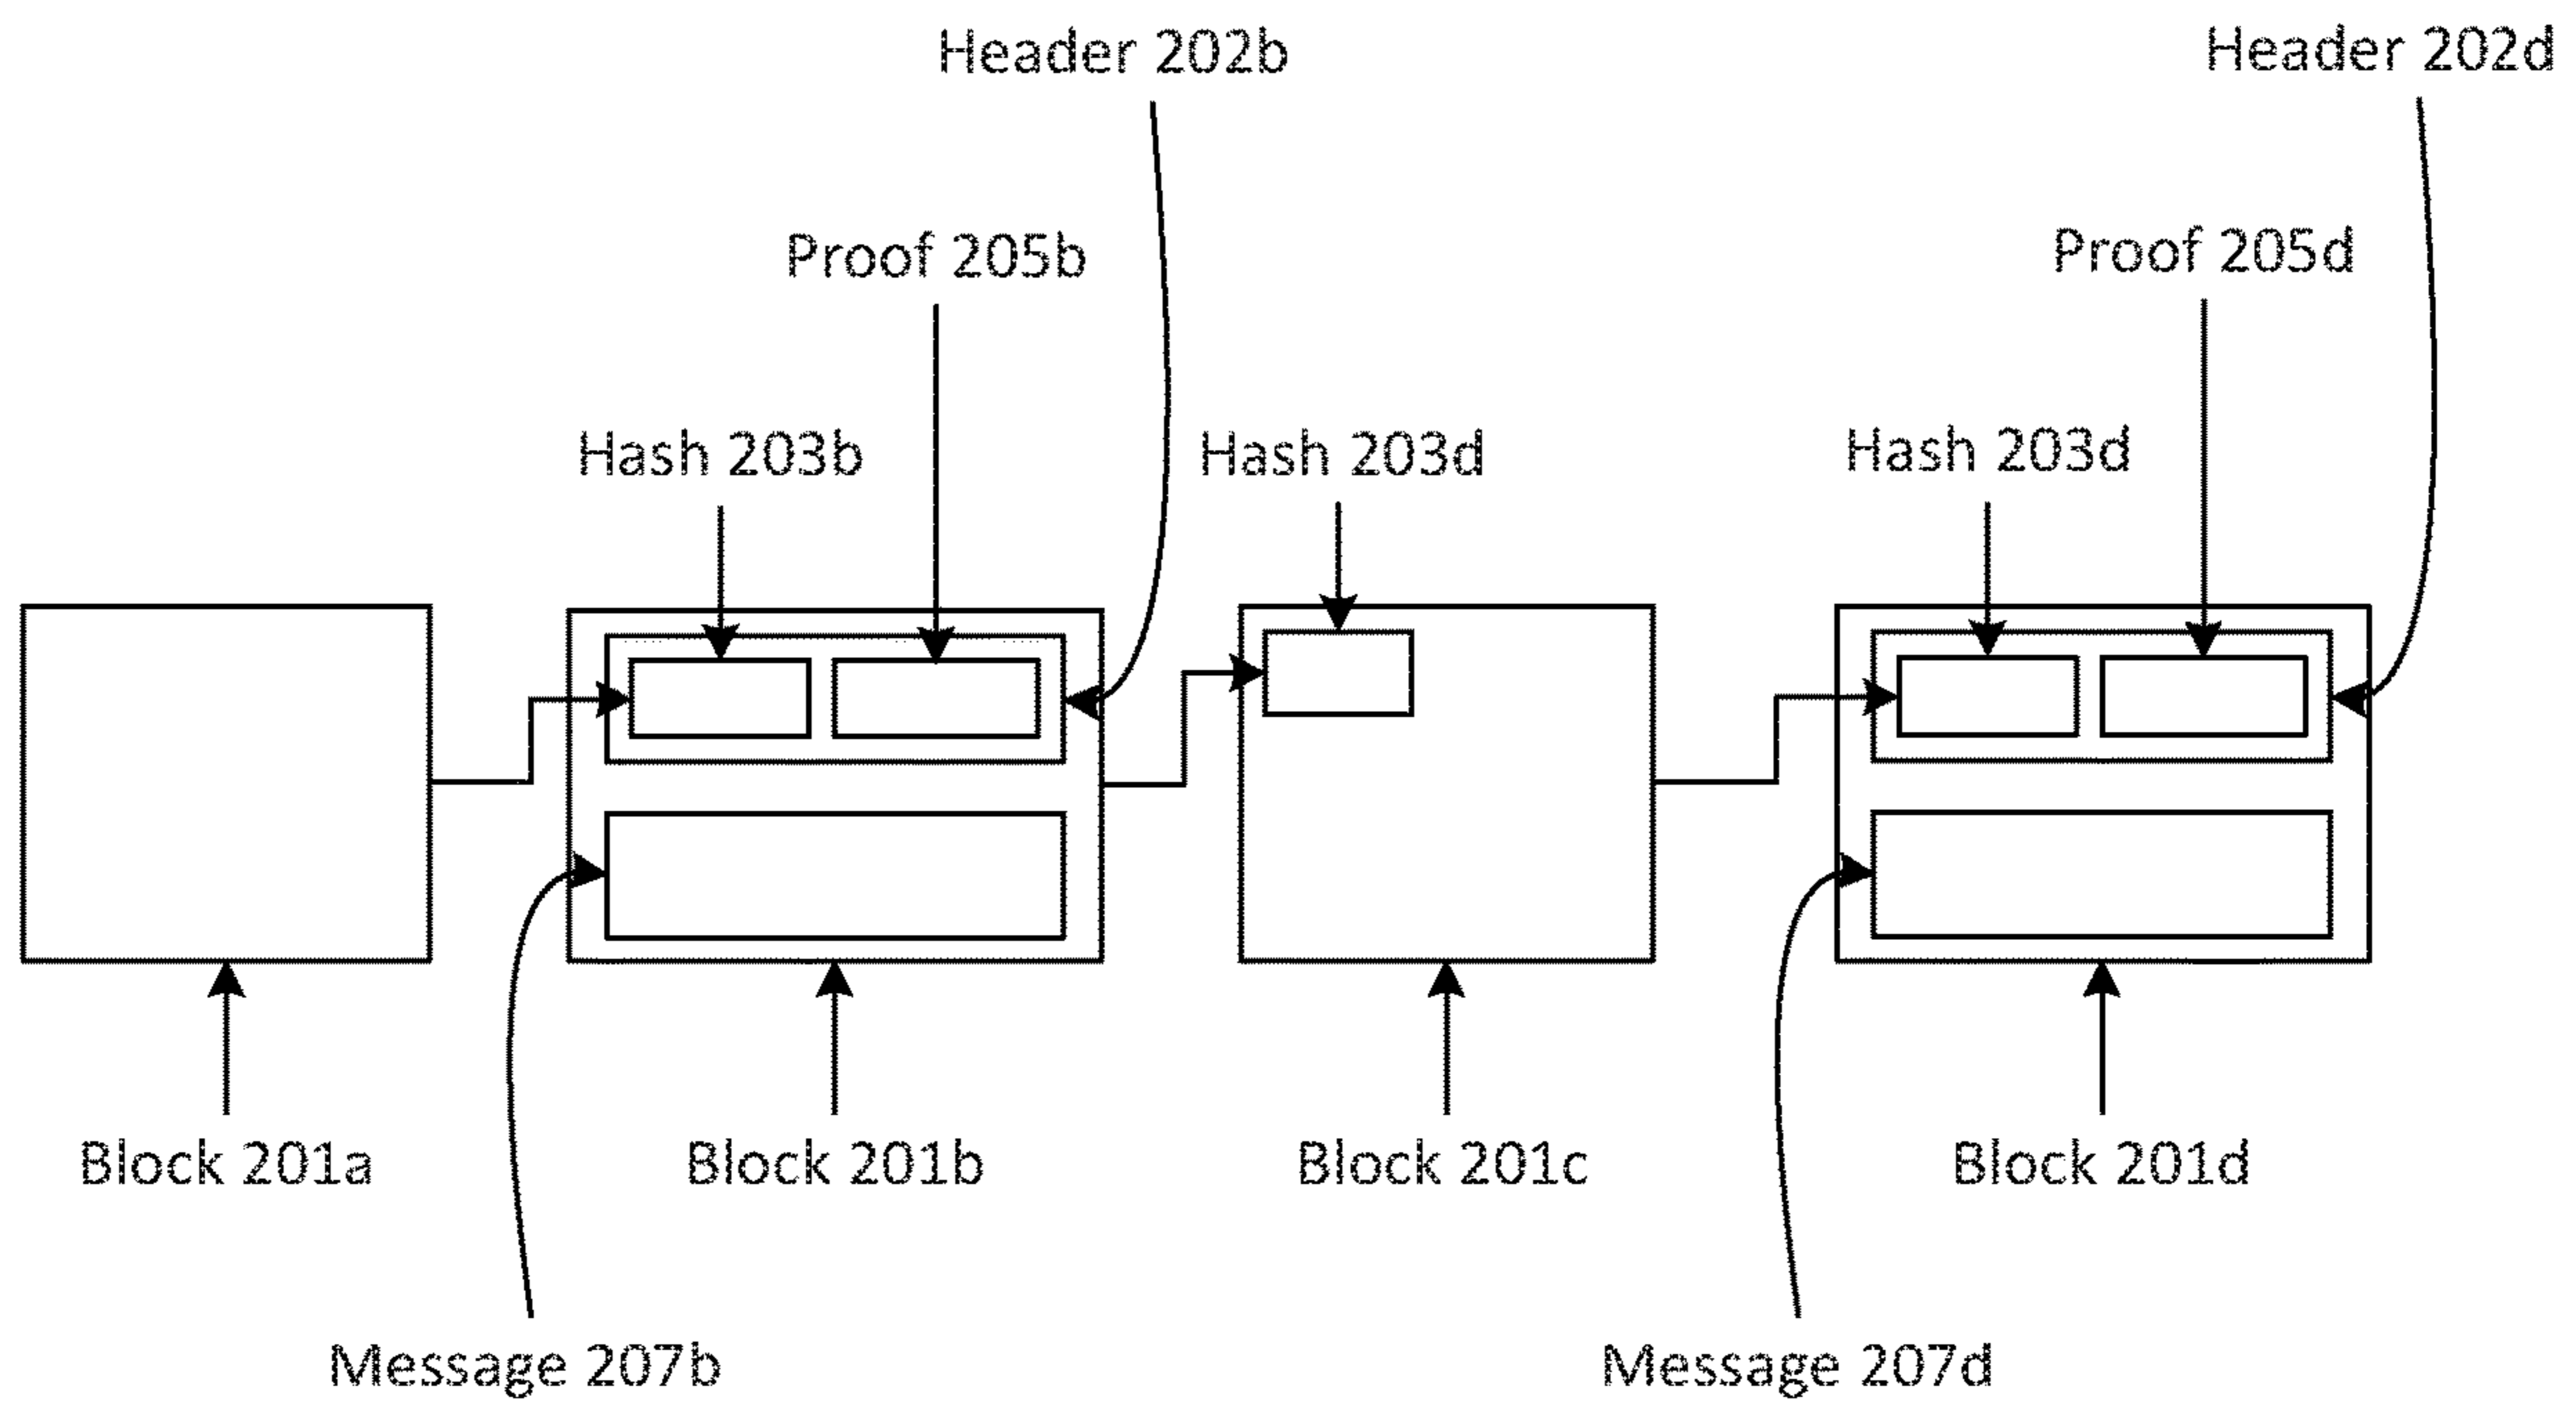 Header 202b
Header 202d
Proof 205b
Proof 205d
Hash 203b
Hash 203d
Hash 203d
Block 201a
Block 201b
Block 201c
Block 201d
Message 207b
Message 207d